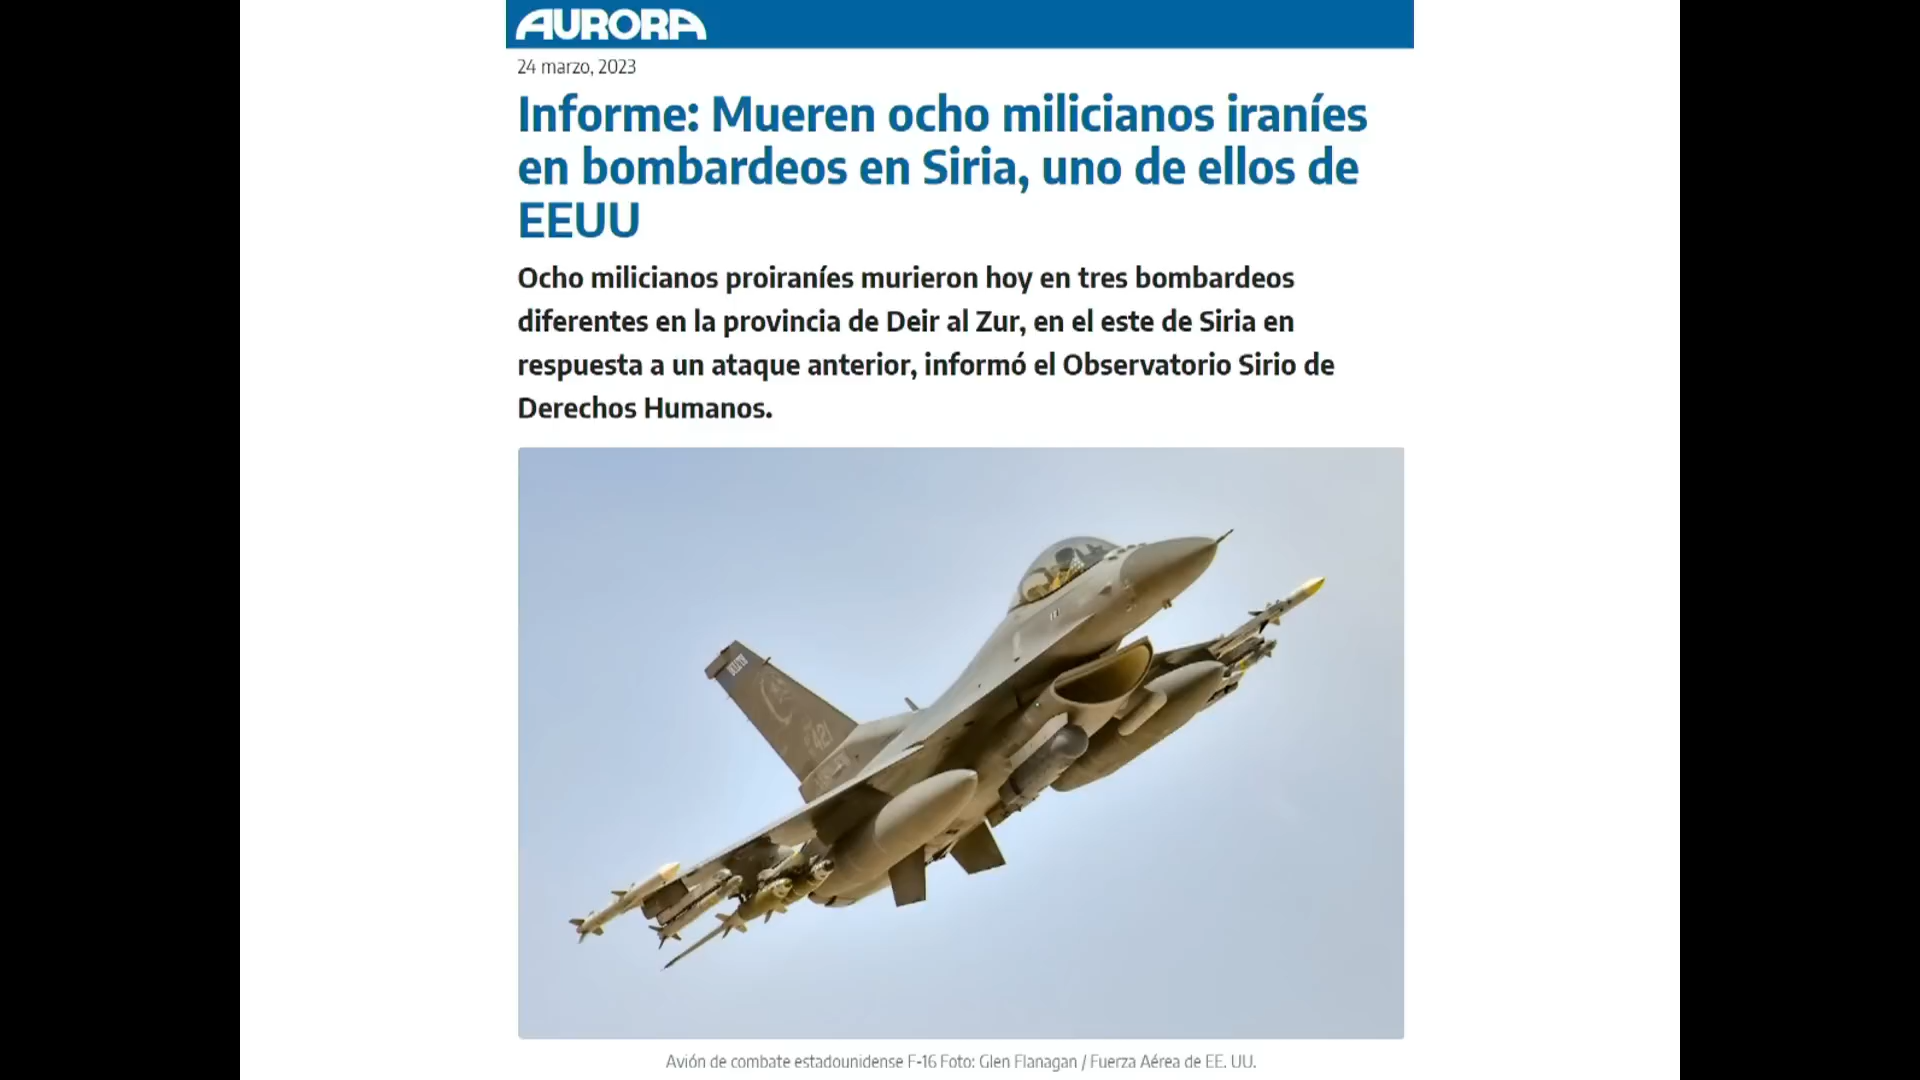 AURORA
24 marzo, 2023
Informe: Mueren ocho milicianos iraníes
en bombardeos en Siria, uno de ellos de
EEUU
Ocho milicianos proiraníes murieron hoy en tres bombardeos
diferentes en la provincia de Deir al Zur, en el este de Siria en
respuesta a un ataque anterior, informó el Observatorio Sirio de
Derechos Humanos.
421
Avión de combate estadounidense F-16 Foto: Glen Flanagan / Fuerza Aérea de EE. UU.